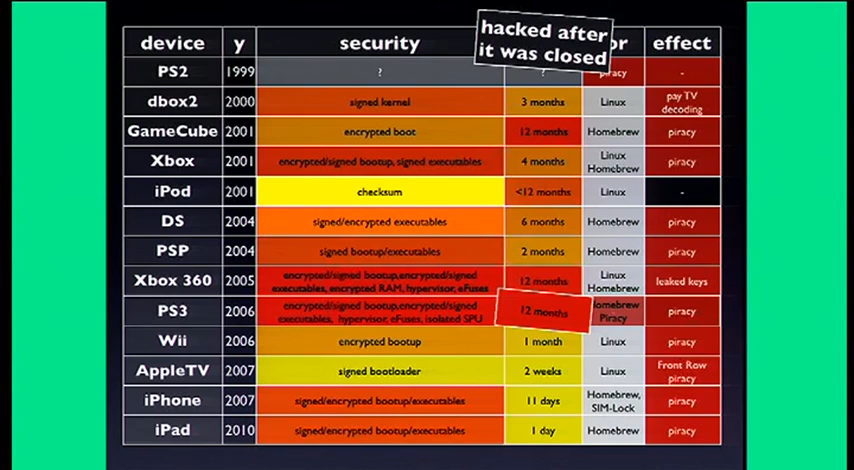 hacked after
it was closed
device y security or effect
PS2 1999 ? ? piracy -
dbox2 2000 signed kernel 3 months Linux pay TV
decoding
GameCube 2001 encrypted boot 12 months Homebrew piracy
Xbox 2001 encrypted/signed bootup, signed executables 4 months Linux
Homebrew piracy
iPod 2001 checksum <12 months Linux -
DS 2004 signed/encrypted executables 6 months Homebrew piracy
PSP 2004 signed bootup/executables 2 months Homebrew piracy
Xbox 360 2005 encrypted/signed bootup,encrypted/signed
executables, encrypted RAM, hypervisor, eFuses 12 months Linux
Homebrew leaked keys
PS3 2006 encrypted/signed bootup,encrypted/signed
executables, hypervisor, eFuses, isolated SPU 12 months Homebrew
Piracy piracy
Wii 2006 encrypted bootup 1 month Linux piracy
AppleTV 2007 signed bootloader 2 weeks Linux Front Row
piracy
iPhone 2007 signed/encrypted bootup/executables 11 days Homebrew,
SIM-Lock piracy
iPad 2010 signed/encrypted bootup/executables 1 day Homebrew piracy